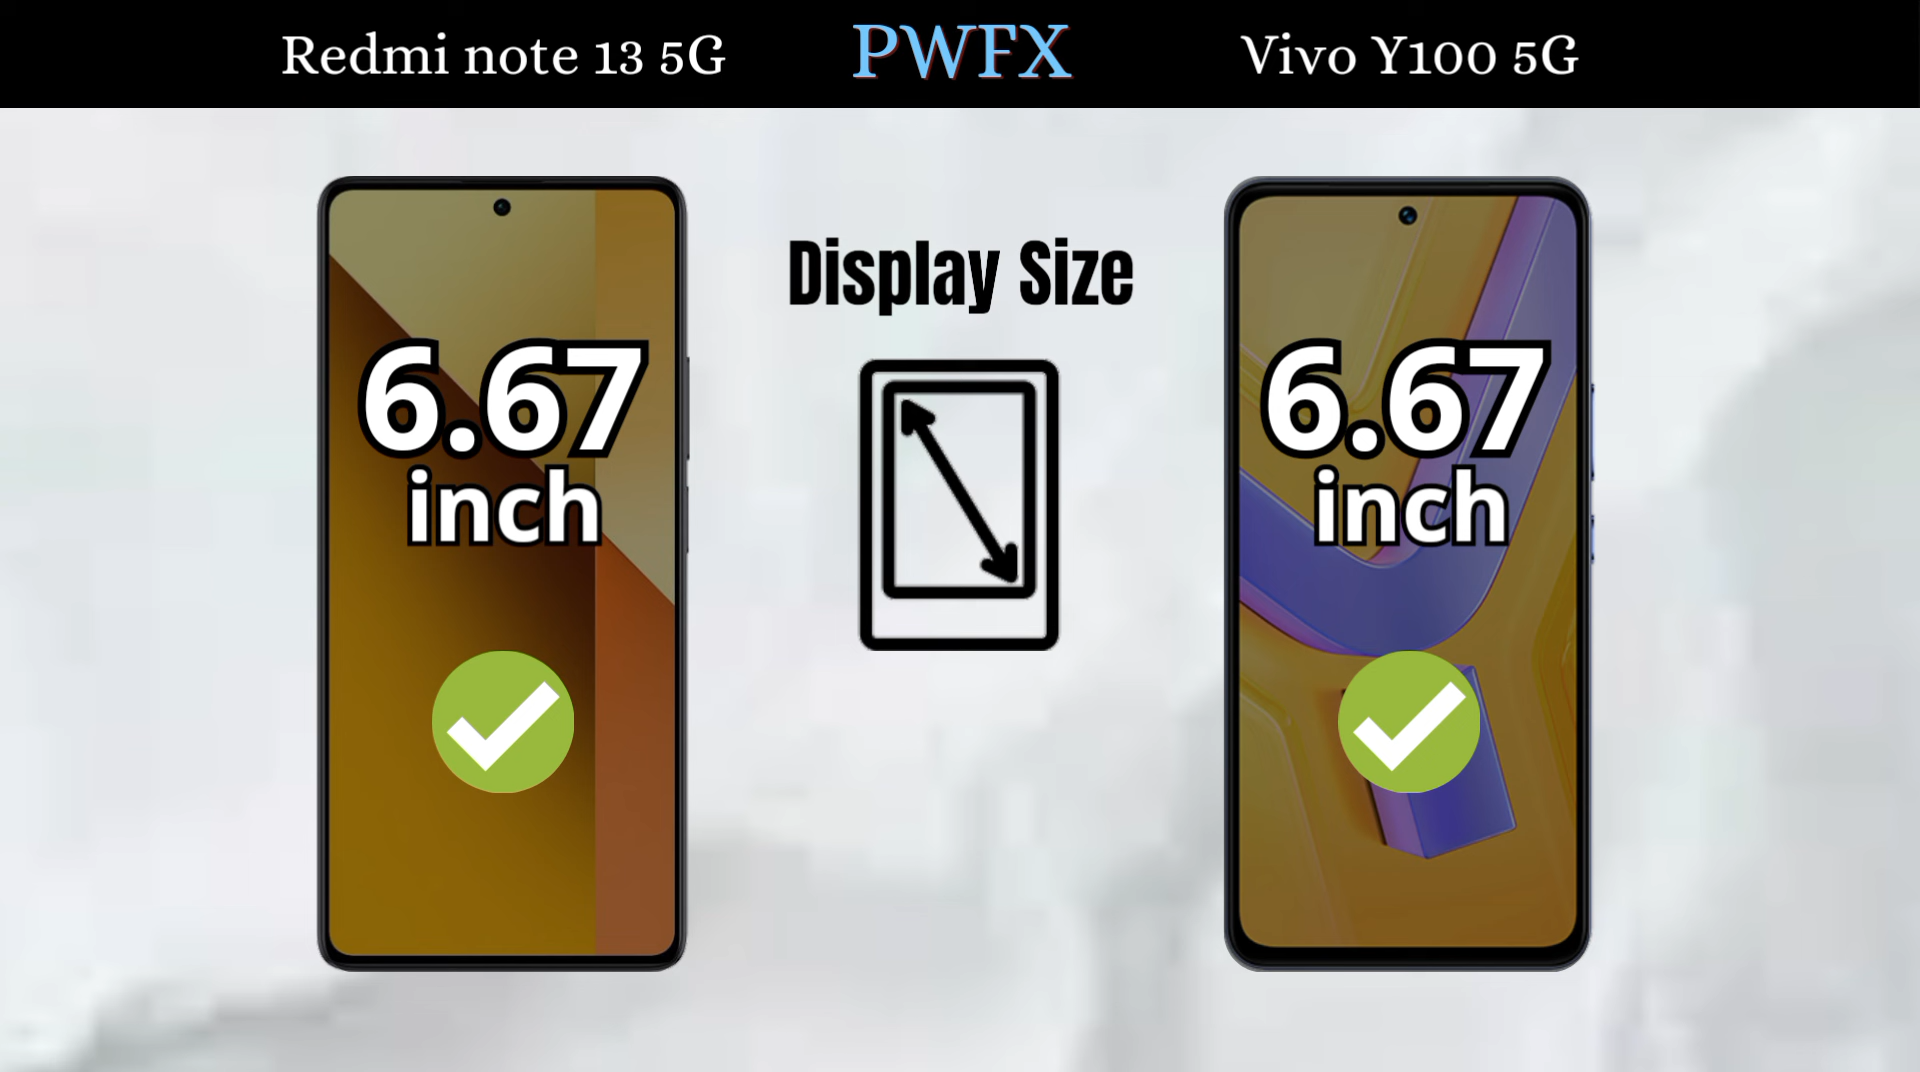 Redmi note 13 5G
PWFX
Vivo Y100 5G
Display Size
6.67
inch
6.67
inch